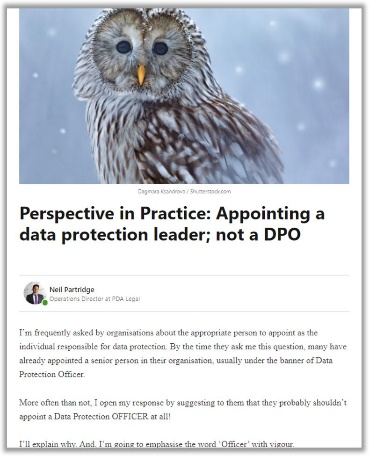 Dagmara Ksandrova / Shutterstock.com
Perspective in Practice: Appointing a
data protection leader; not a DPO
Neil Partridge
Operations Director at PDA Legal
I'm frequently asked by organisations about the appropriate person to appoint as the
individual responsible for data protection. By the time they ask me this question, many have
already appointed a senior person in their organisation, usually under the banner of Data
Protection Officer.
More often than not, I open my response by suggesting to them that they probably shouldn't
appoint a Data Protection OFFICER at all!
I'll explain why. And, I'm going to emphasise the word 'Officer' with vigour.